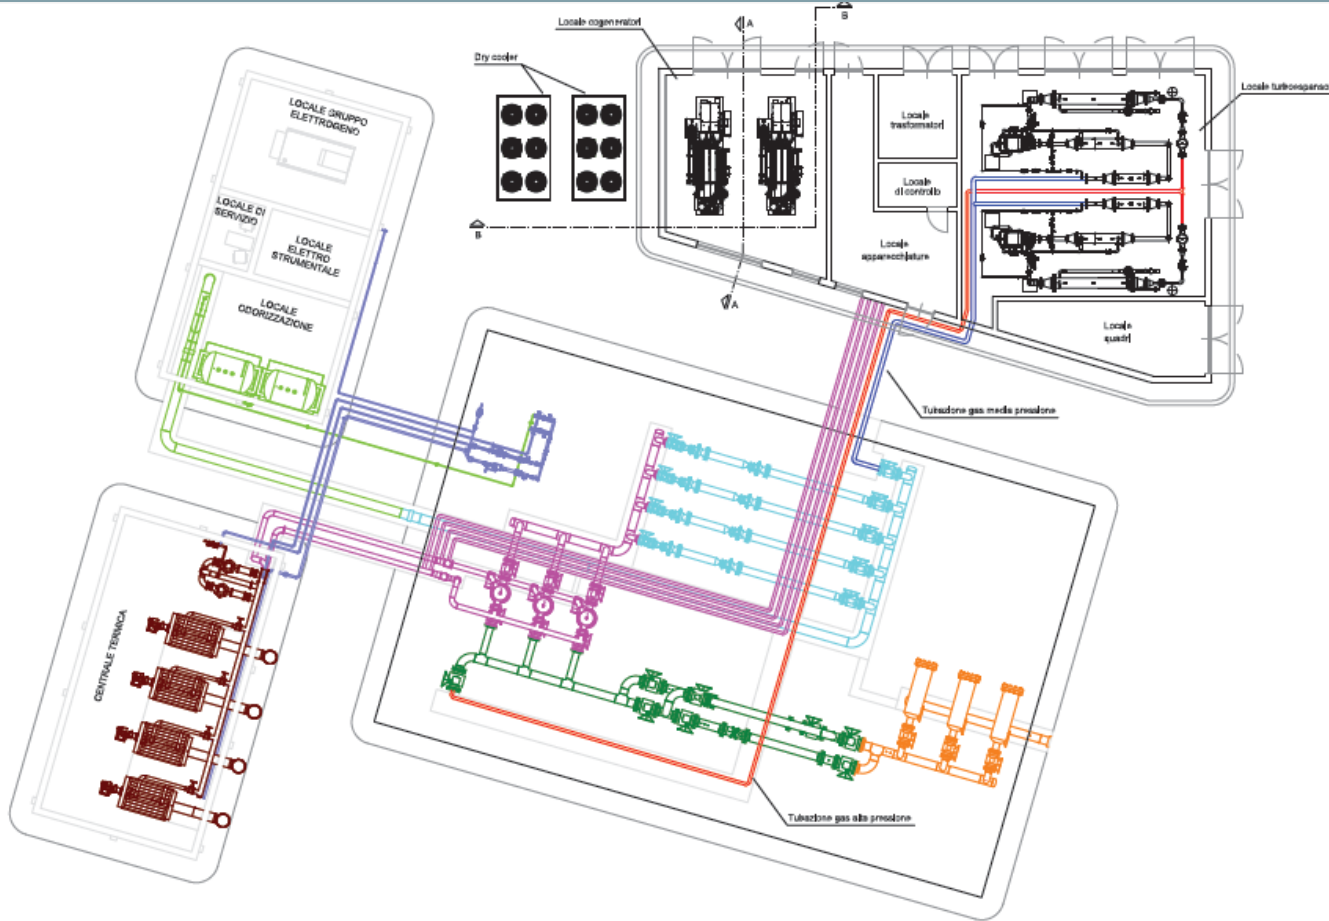 Locale cogeneratori
A
B
Dry cooler
Locale turboespanso
LOCALE GRUPPO
ELETTROGENO
Locale
trasformatori
Locale
di controllo
LOCALE DI
SERVIZIO
LOCALE
ELETTRO
STRUMENTALE
B
Locale
apparecchiature
A
LOCALE
ODORIZZAZIONE
Locale
quadri
Tubazione gas media pressione
CENTRALE TERMICA
Tubazione gas alta pressione